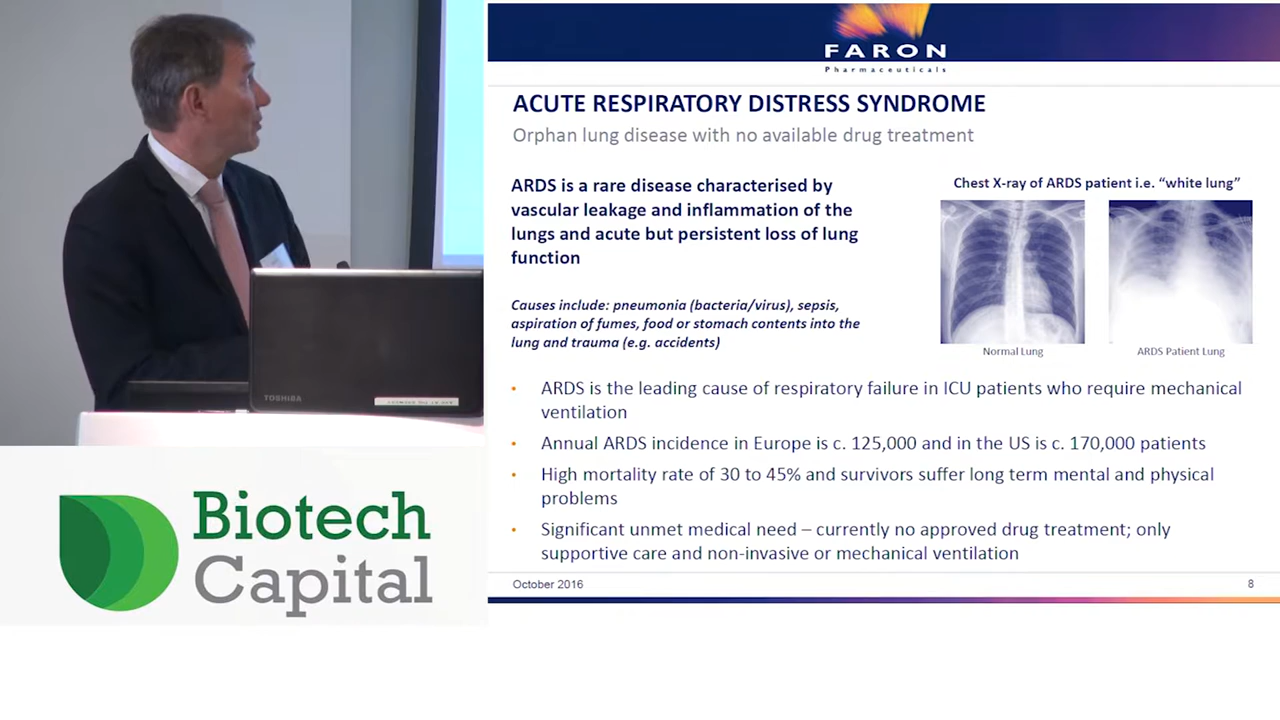 FARON
Pharmaceuticals
ACUTE RESPIRATORY DISTRESS SYNDROME
Orphan lung disease with no available drug treatment
ARDS is a rare disease characterised by
vascular leakage and inflammation of the
lungs and acute but persistent loss of lung
function
Causes include: pneumonia (bacteria/virus), sepsis,
aspiration of fumes, food or stomach contents into the
lung and trauma (e.g. accidents)
Chest X-ray of ARDS patient i.e. “white lung”
Normal Lung
ARDS Patient Lung
• ARDS is the leading cause of respiratory failure in ICU patients who require mechanical
ventilation
• Annual ARDS incidence in Europe is c. 125,000 and in the US is c. 170,000 patients
• High mortality rate of 30 to 45% and survivors suffer long term mental and physical
problems
• Significant unmet medical need – currently no approved drug treatment; only
supportive care and non-invasive or mechanical ventilation
October 2016
8
TOSHIBA
Biotech
Capital